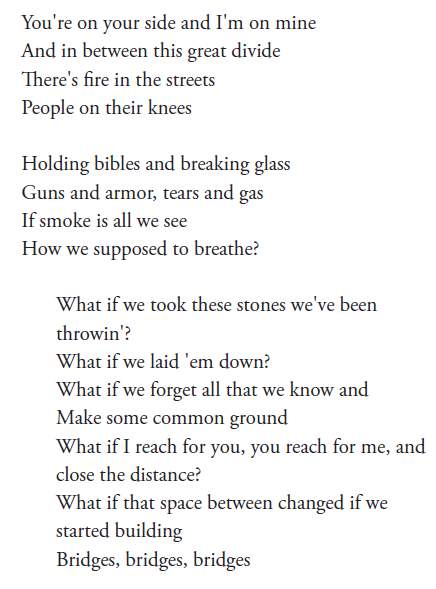 You're on your side and I'm on mine
And in between this great divide
There's fire in the streets
People on their knees

Holding bibles and breaking glass
Guns and armor, tears and gas
If smoke is all we see
How we supposed to breathe?

What if we took these stones we've been
throwin'?
What if we laid 'em down?
What if we forget all that we know and
Make some common ground
What if I reach for you, you reach for me, and
close the distance?
What if that space between changed if we
started building
Bridges, bridges, bridges